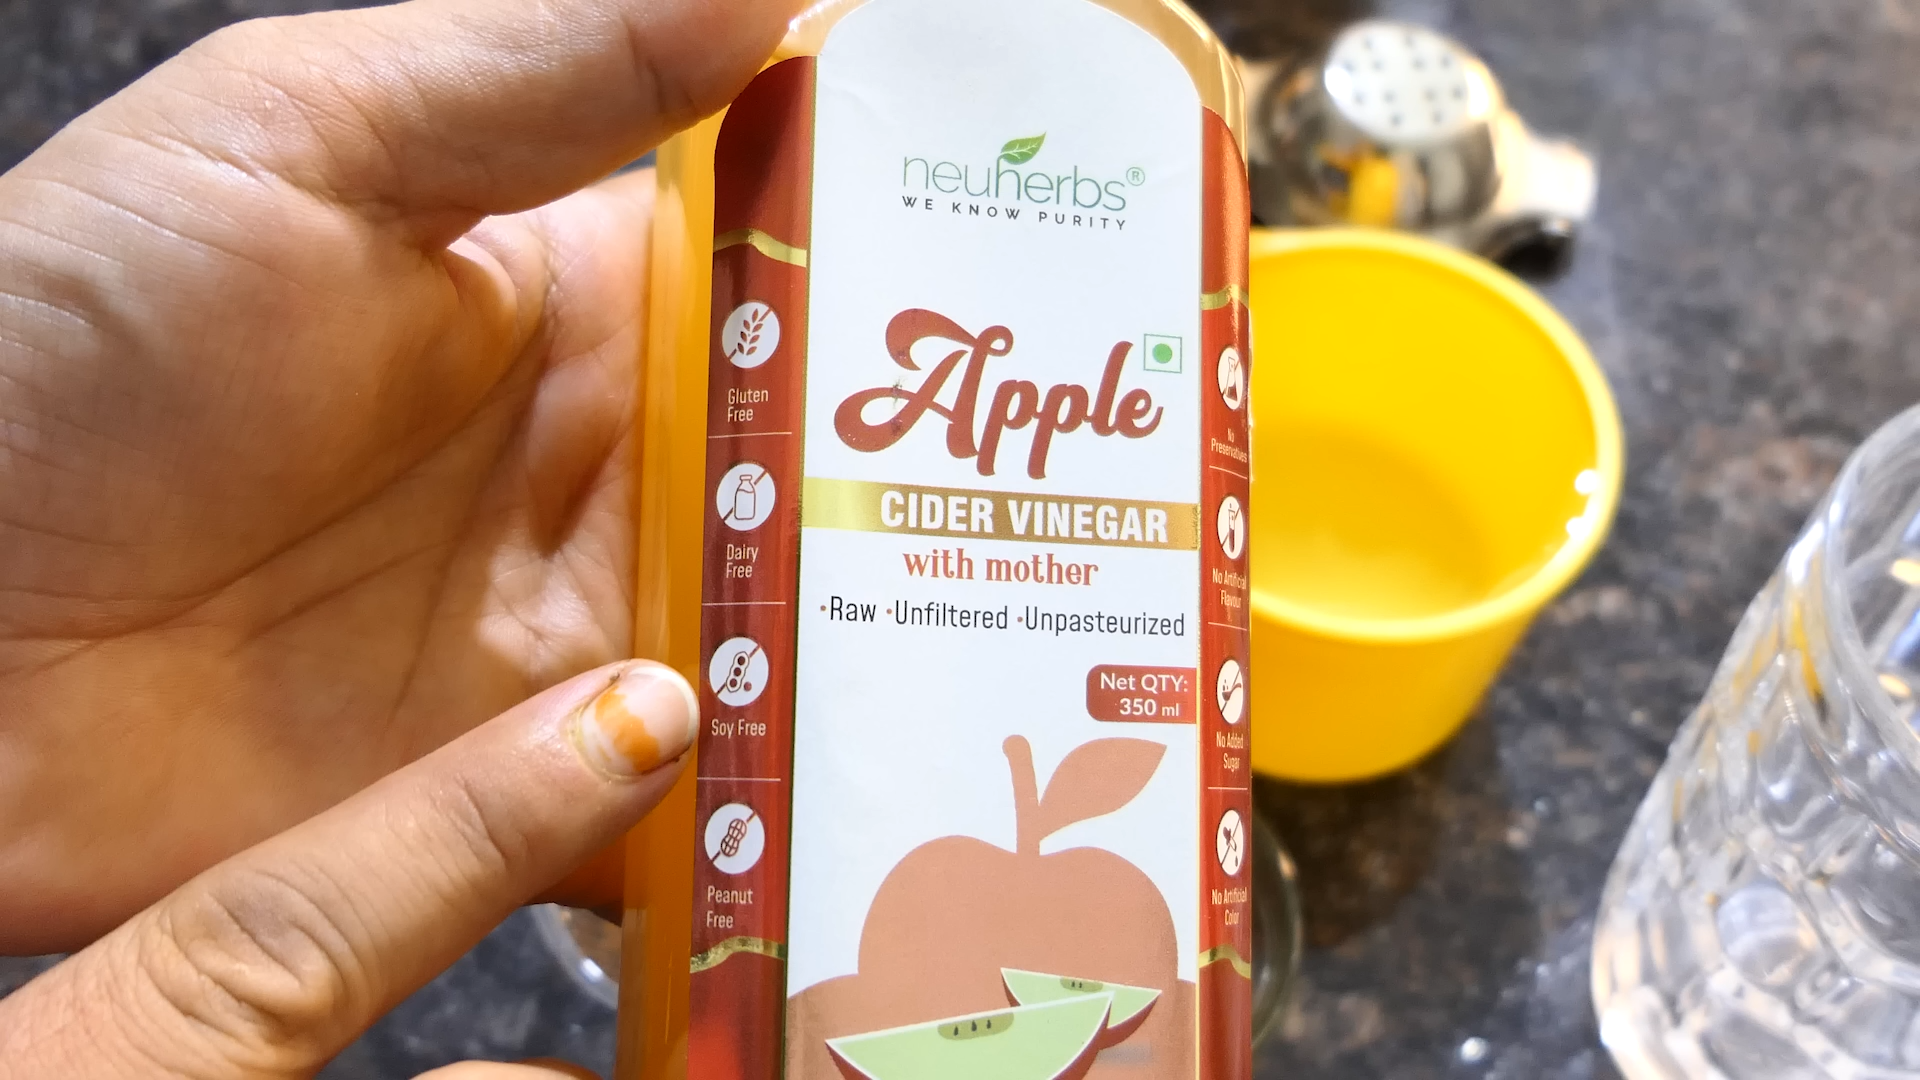 neuherbs®
WE KNOW PURITY
Apple
CIDER VINEGAR
with mother
•Raw •Unfiltered •Unpasteurized
Net QTY:
350 ml
Gluten
Free
Dairy
Free
Soy Free
Peanut
Free
No
Preservatives
No Artificial
Flavour
No Added
Sugar
No Artificial
Color